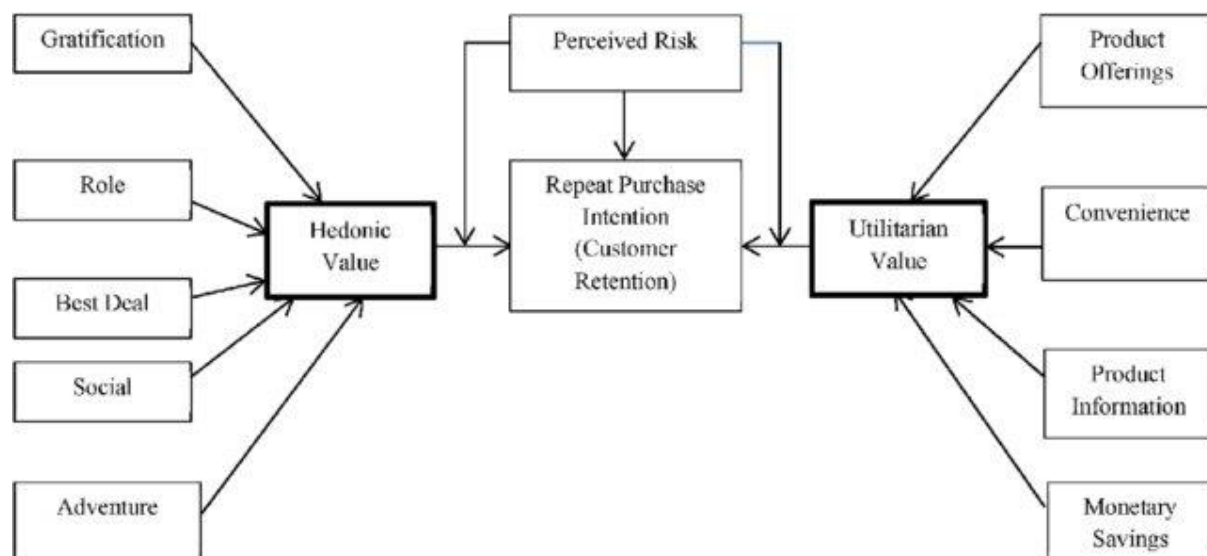 Gratification
Perceived Risk
Product
Offerings
Role
Repeat Purchase
Intention
(Customer
Retention)
Convenience
Hedonic
Value
Utilitarian
Value
Best Deal
Social
Product
Information
Adventure
Monetary
Savings